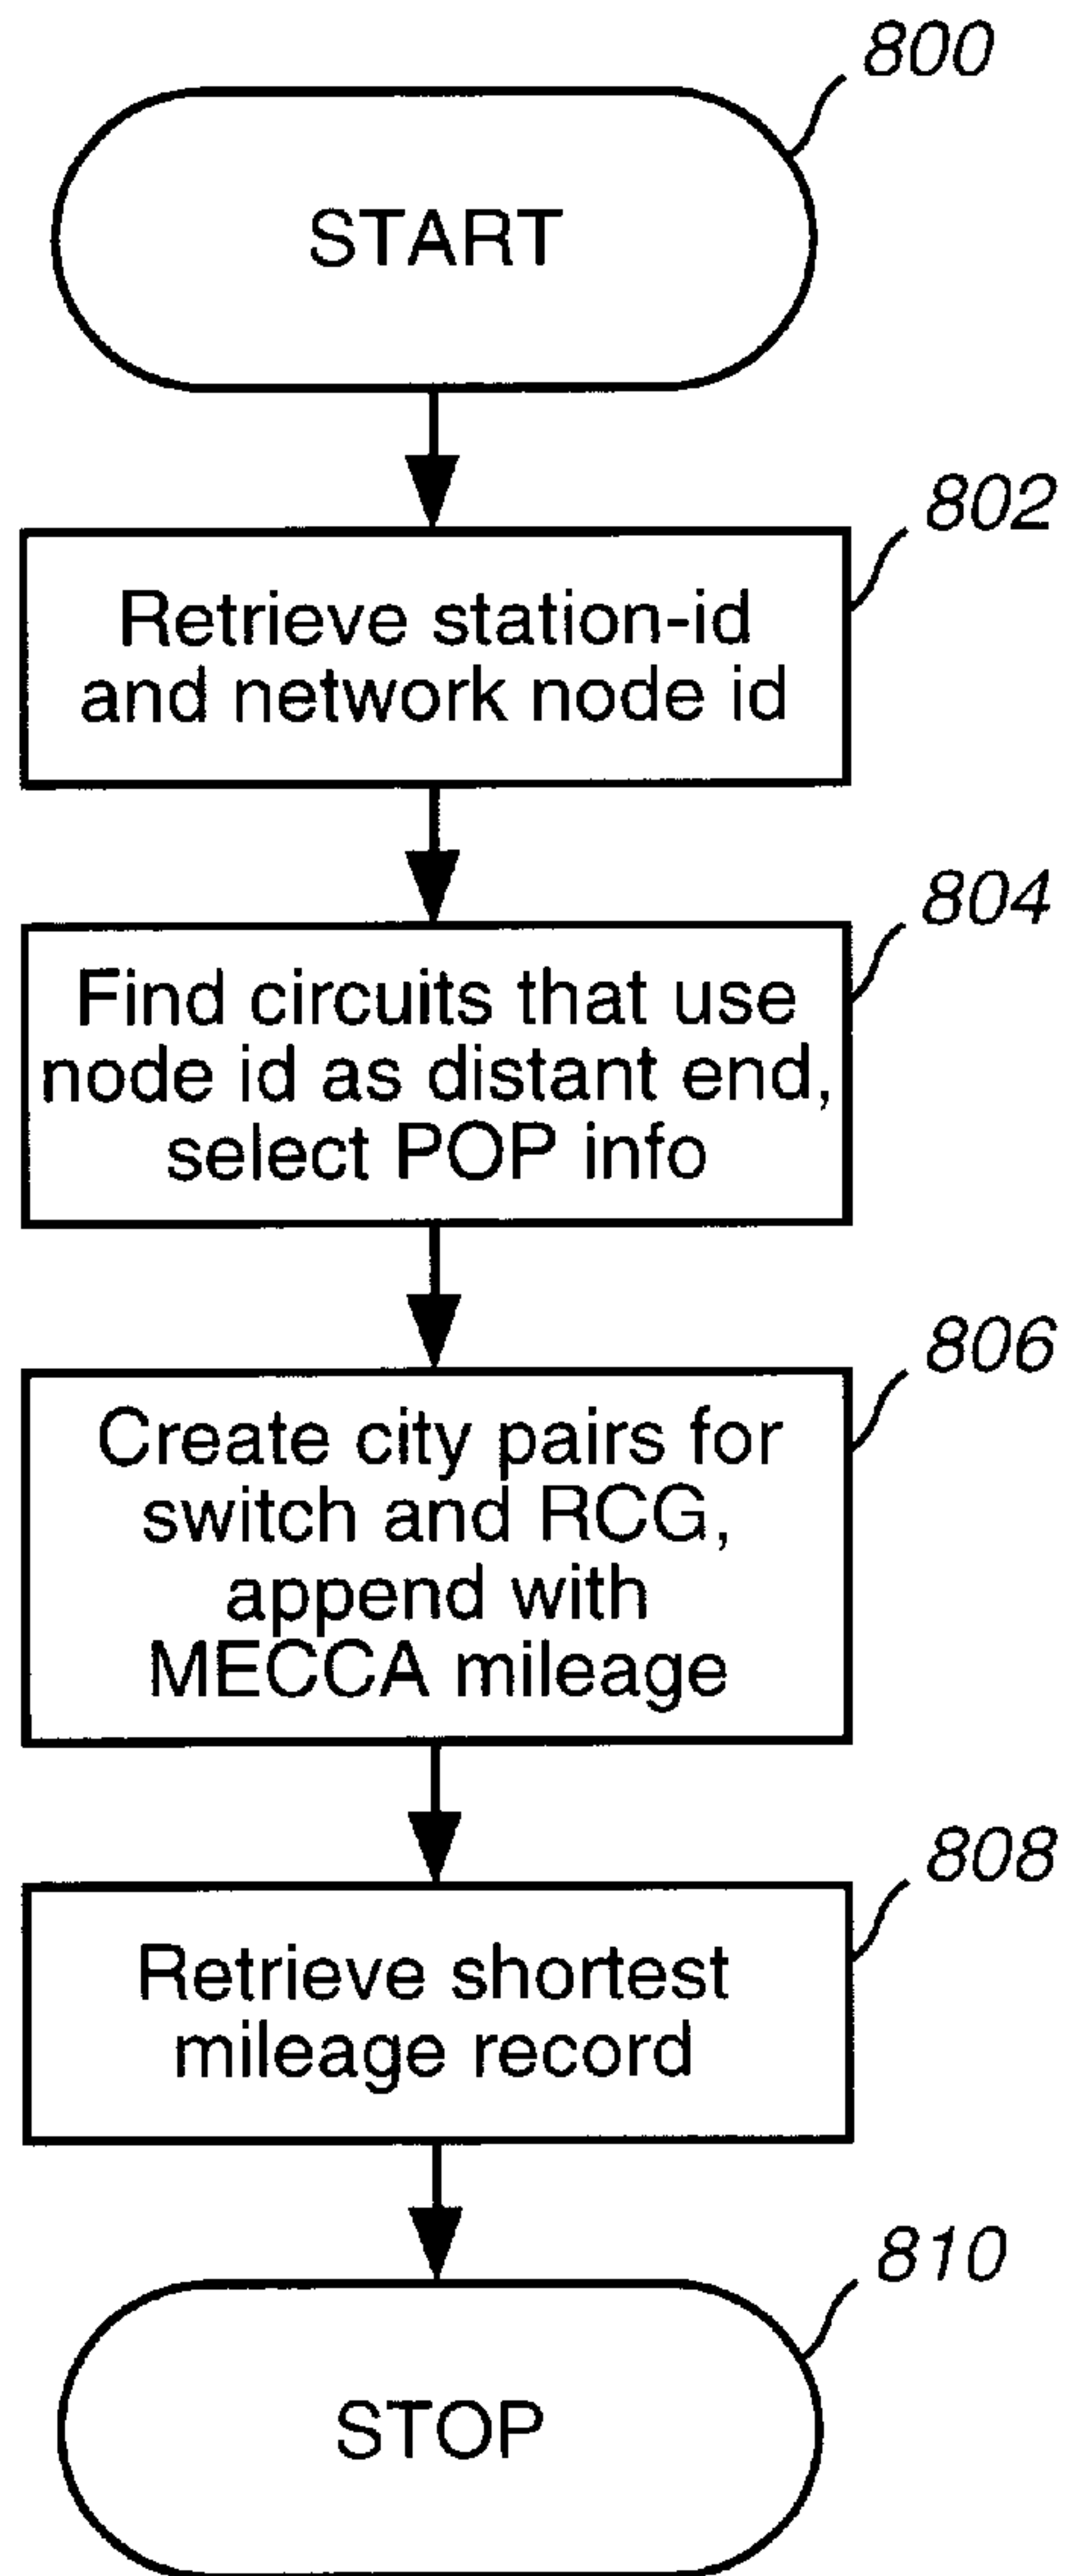 800
START
802
Retrieve station-id
and network node id
804
Find circuits that use
node id as distant end,
select POP info
806
Create city pairs for
switch and RCG,
append with
MECCA mileage
808
Retrieve shortest
mileage record
810
STOP